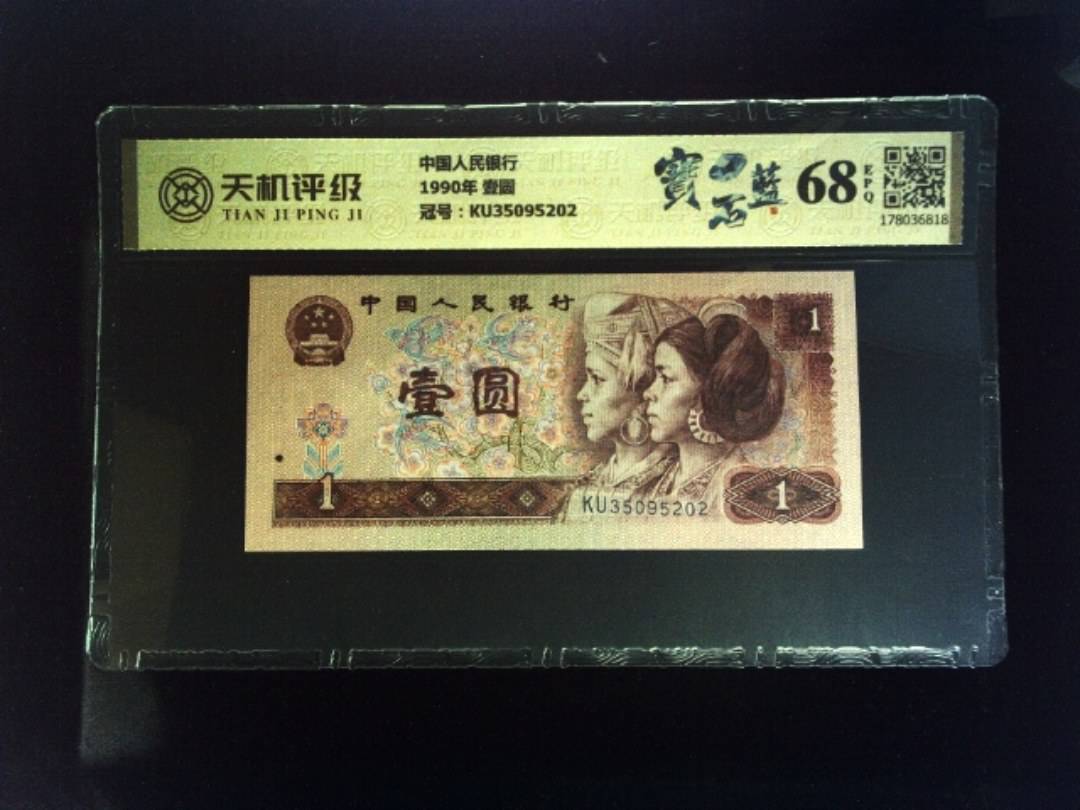 天机评级
TIAN JI PING JI
中国人民银行
1990年 壹圆
冠号：KU35095202
寶石藍
68
EPQ
178036818
中国人民银行
1
壹圆
1
KU35095202
1